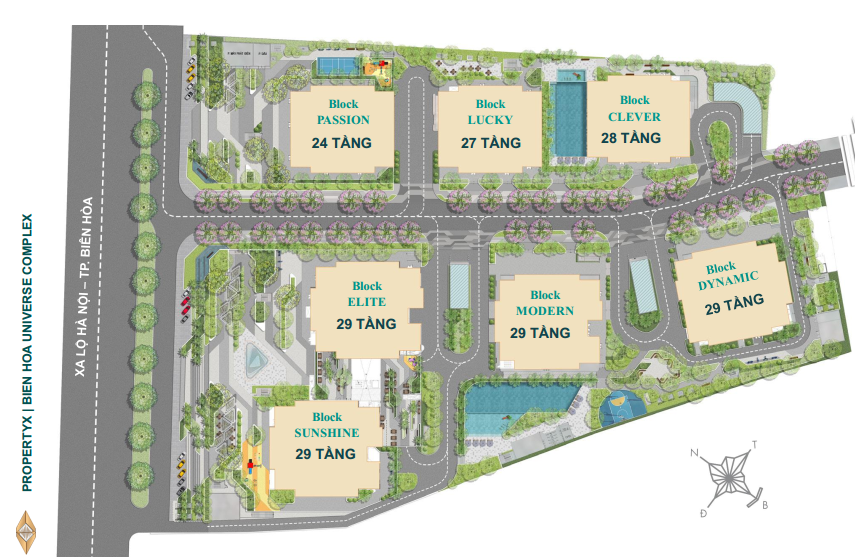 PROPERTYX | BIEN HOA UNIVERSE COMPLEX
XA LỘ HÀ NỘI – TP. BIÊN HÒA
Block
PASSION
24 TẦNG
Block
LUCKY
27 TẦNG
Block
CLEVER
28 TẦNG
Block
ELITE
29 TẦNG
Block
MODERN
29 TẦNG
Block
DYNAMIC
29 TẦNG
Block
SUNSHINE
29 TẦNG
N
T
Đ
B